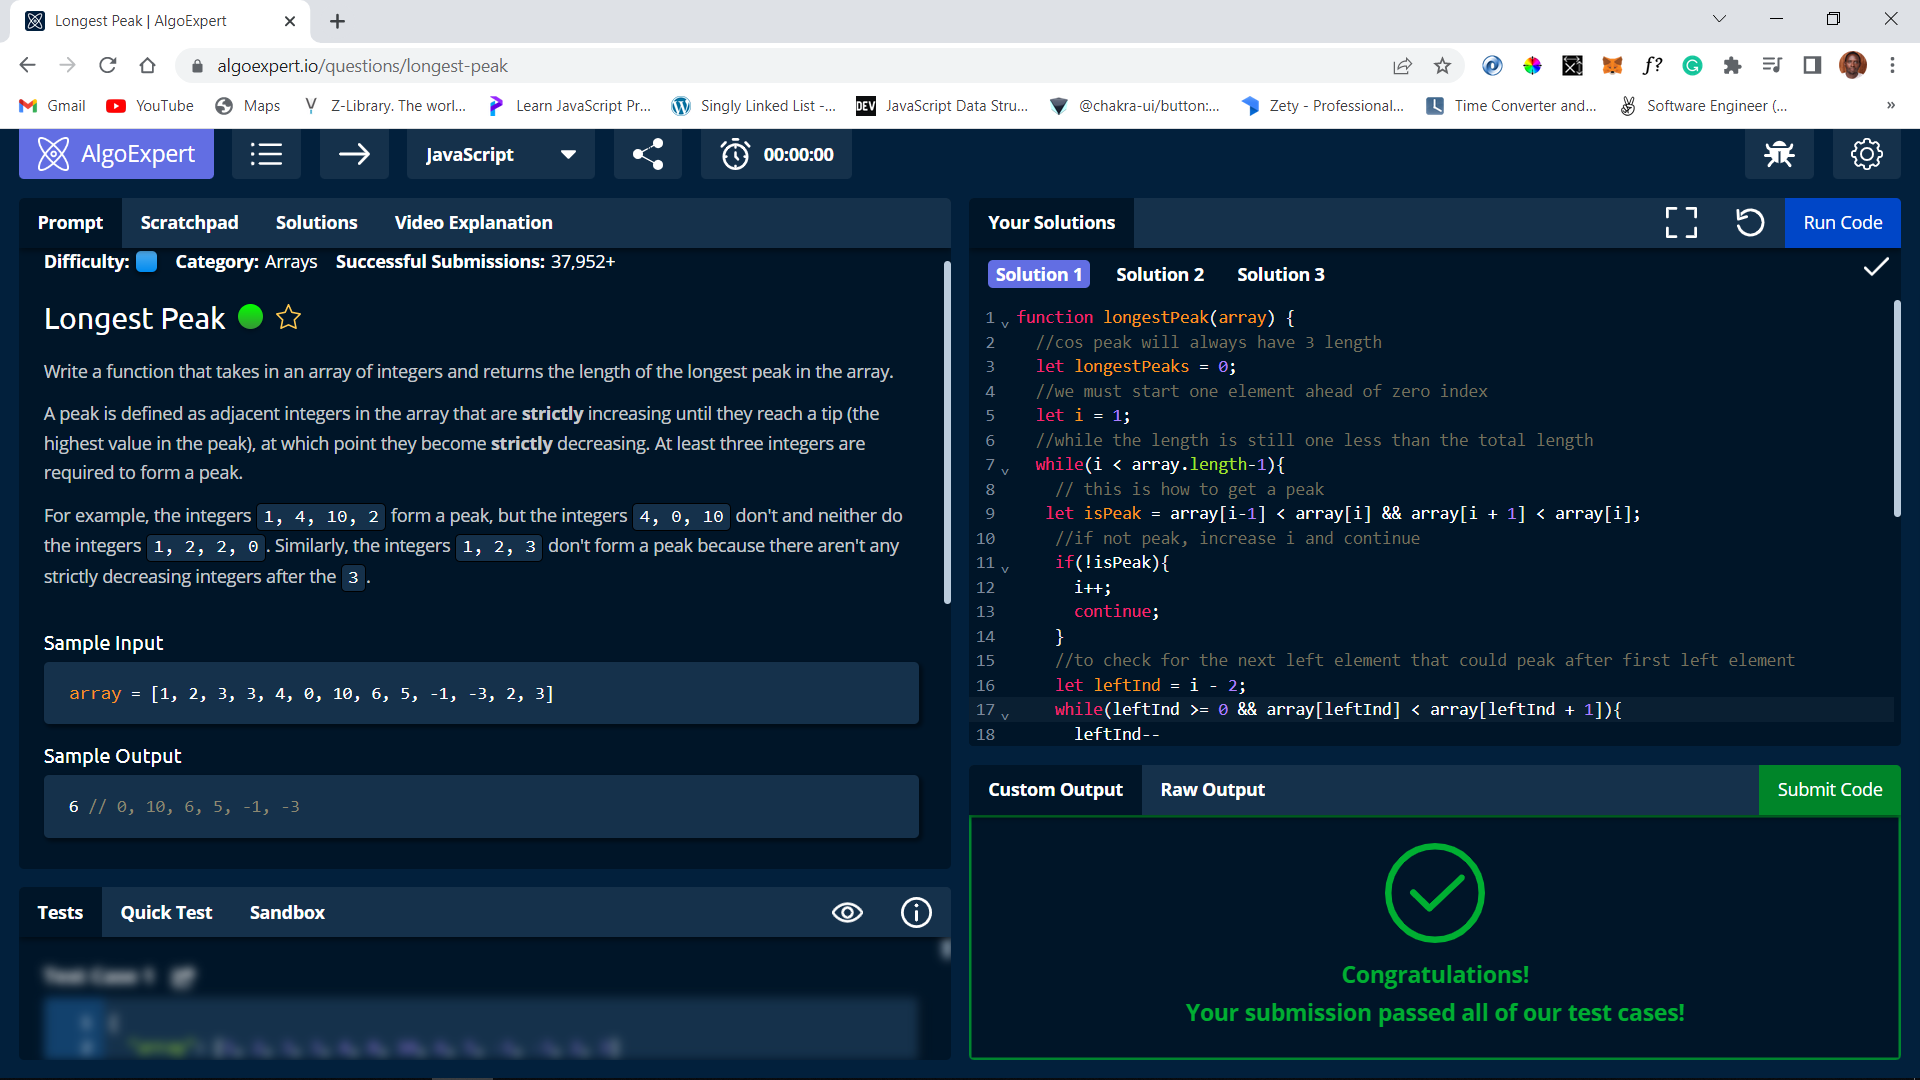 Longest Peak | AlgoExpert
algoexpert.io/questions/longest-peak
f?
Gmail
YouTube
Maps
Z-Library. The worl...
Learn JavaScript Pr...
Singly Linked List -...
DEV JavaScript Data Stru...
@chakra-ui/button:...
Zety - Professional...
Time Converter and...
Software Engineer (...
»
AlgoExpert
JavaScript
00:00:00
Prompt
Scratchpad
Solutions
Video Explanation
Difficulty:
Category: Arrays
Successful Submissions: 37,952+
Longest Peak
Write a function that takes in an array of integers and returns the length of the longest peak in the array.
A peak is defined as adjacent integers in the array that are strictly increasing until they reach a tip (the
highest value in the peak), at which point they become strictly decreasing. At least three integers are
required to form a peak.
For example, the integers 1, 4, 10, 2 form a peak, but the integers 4, 0, 10 don't and neither do
the integers 1, 2, 2, 0. Similarly, the integers 1, 2, 3 don't form a peak because there aren't any
strictly decreasing integers after the 3.
Sample Input
array = [1, 2, 3, 3, 4, 0, 10, 6, 5, -1, -3, 2, 3]
Sample Output
6 // 0, 10, 6, 5, -1, -3
Tests
Quick Test
Sandbox
Test Case 1
Your Solutions
Run Code
Solution 1
Solution 2
Solution 3
1 function longestPeak(array) {
2 //cos peak will always have 3 length
3 let longestPeaks = 0;
4 //we must start one element ahead of zero index
5 let i = 1;
6 //while the length is still one less than the total length
7 while(i < array.length-1){
8 // this is how to get a peak
9 let isPeak = array[i-1] < array[i] && array[i + 1] < array[i];
10 //if not peak, increase i and continue
11 if(!isPeak){
12 i++;
13 continue;
14 }
15 //to check for the next left element that could peak after first left element
16 let leftInd = i - 2;
17 while(leftInd >= 0 && array[leftInd] < array[leftInd + 1]){
18 leftInd--
Custom Output
Raw Output
Submit Code
Congratulations!
Your submission passed all of our test cases!